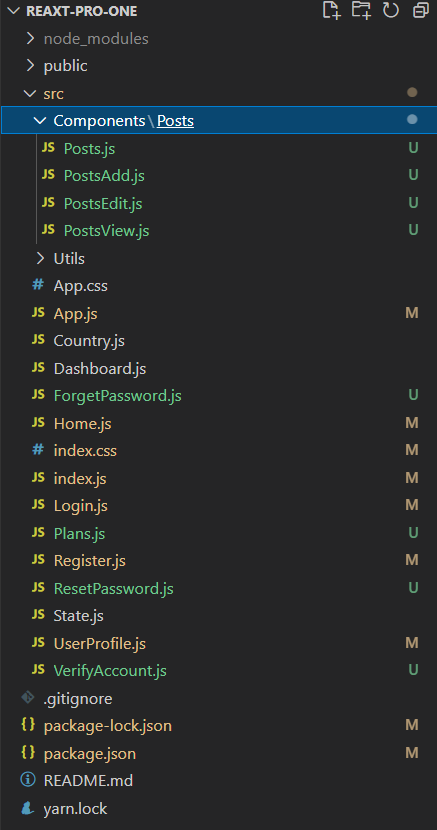 REAXT-PRO-ONE
node_modules
public
src
Components\Posts
JS Posts.js U
JS PostsAdd.js U
JS PostsEdit.js U
JS PostsView.js U
Utils
# App.css
JS App.js M
JS Country.js
JS Dashboard.js
JS ForgetPassword.js U
JS Home.js M
# index.css M
JS index.js M
JS Login.js M
JS Plans.js U
JS Register.js M
JS ResetPassword.js U
JS State.js
JS UserProfile.js M
JS VerifyAccount.js U
.gitignore
{} package-lock.json M
{} package.json M
README.md
yarn.lock